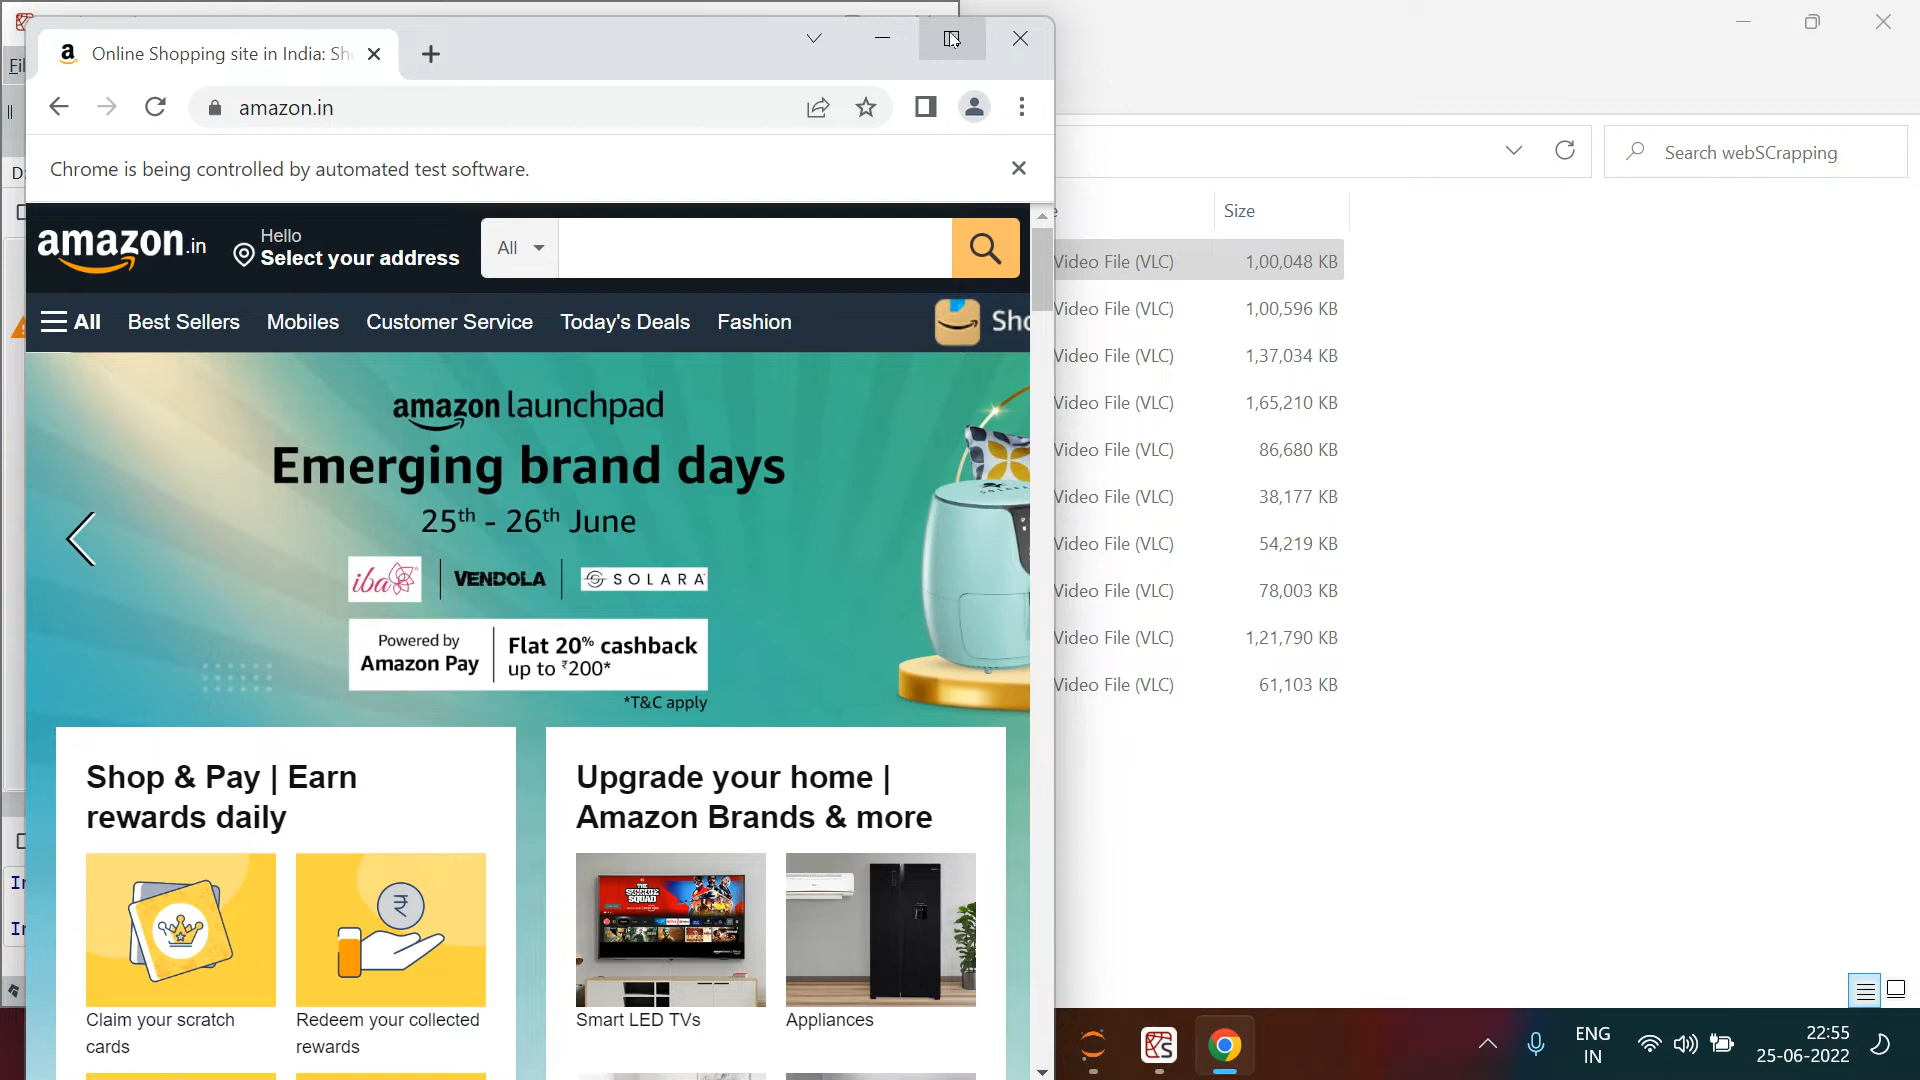 Online Shopping site in India: Sh
amazon.in
Chrome is being controlled by automated test software.
Search webSCrapping
Size
amazon.in
Hello
Select your address
All
All
Best Sellers
Mobiles
Customer Service
Today's Deals
Fashion
Sho
amazon launchpad
Emerging brand days
25th - 26th June
iba
VENDOLA
SOLARA
Powered by
Amazon Pay
Flat 20% cashback
up to ₹200*
*T&C apply
Shop & Pay | Earn
rewards daily
Upgrade your home |
Amazon Brands & more
THE
SUICIDE
SQUAD
Claim your scratch
cards
Redeem your collected
rewards
Smart LED TVs
Appliances
Video File (VLC) 1,00,048 KB
Video File (VLC) 1,00,596 KB
Video File (VLC) 1,37,034 KB
Video File (VLC) 1,65,210 KB
Video File (VLC) 86,680 KB
Video File (VLC) 38,177 KB
Video File (VLC) 54,219 KB
Video File (VLC) 78,003 KB
Video File (VLC) 1,21,790 KB
Video File (VLC) 61,103 KB
ENG
IN
22:55
25-06-2022